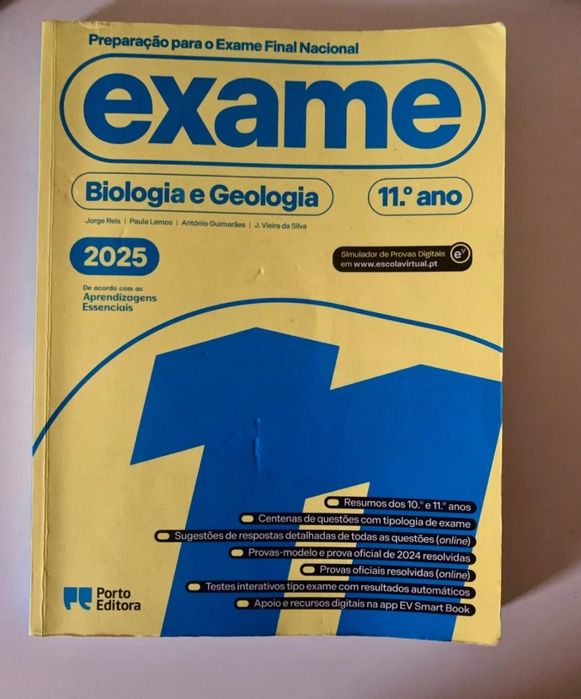 Preparação para o Exame Final Nacional
exame
Biologia e Geologia
11.º ano
Jorge Reis | Paula Lemos | António Guimarães | J. Vieira da Silva
2025
Simulador de Provas Digitais
em www.escolavirtual.pt
eV
De acordo com as
Aprendizagens
Essenciais
11
Resumos dos 10.º e 11.º anos
Centenas de questões com tipologia de exame
Sugestões de respostas detalhadas de todas as questões (online)
Provas-modelo e prova oficial de 2024 resolvidas
Provas oficiais resolvidas (online)
Testes interativos tipo exame com resultados automáticos
Apoio e recursos digitais na app EV Smart Book
Porto
Editora